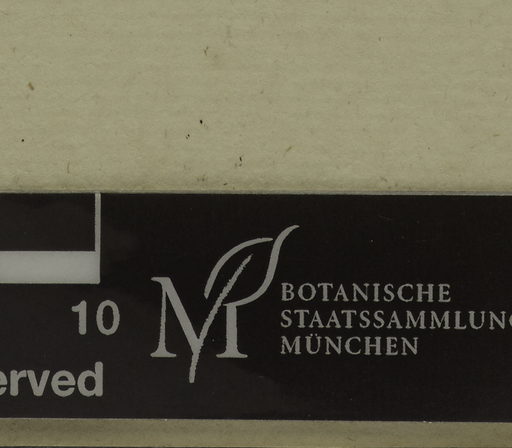 10
erved
BOTANISCHE
STAATSSAMMLUNG
MÜNCHEN